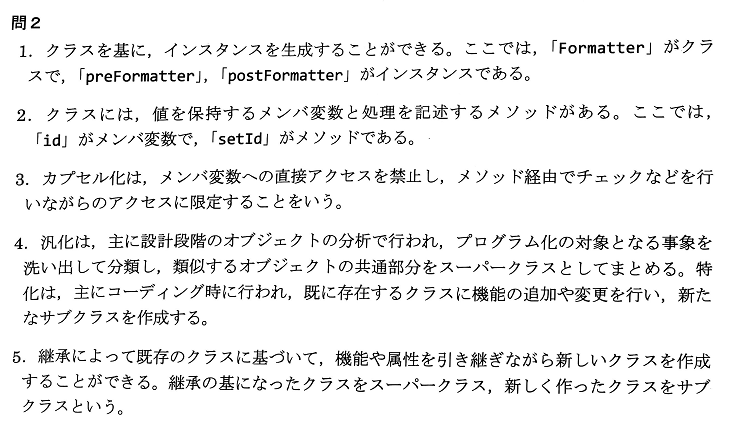 問2
1. クラスを基に，インスタンスを生成することができる。ここでは，「Formatter」がクラ
スで，「preFormatter」，「postFormatter」がインスタンスである。
2. クラスには，値を保持するメンバ変数と処理を記述するメソッドがある。ここでは，
「id」がメンバ変数で，「setId」がメソッドである。
3. カプセル化は，メンバ変数への直接アクセスを禁止し，メソッド経由でチェックなどを行
いながらのアクセスに限定することをいう。
4. 汎化は，主に設計段階のオブジェクトの分析で行われ，プログラム化の対象となる事象を
洗い出して分類し，類似するオブジェクトの共通部分をスーパークラスとしてまとめる。特
化は，主にコーディング時に行われ，既に存在するクラスに機能の追加や変更を行い，新た
なサブクラスを作成する。
5. 継承によって既存のクラスに基づいて，機能や属性を引き継ぎながら新しいクラスを作成
することができる。継承の基になったクラスをスーパークラス，新しく作ったクラスをサブ
クラスという。